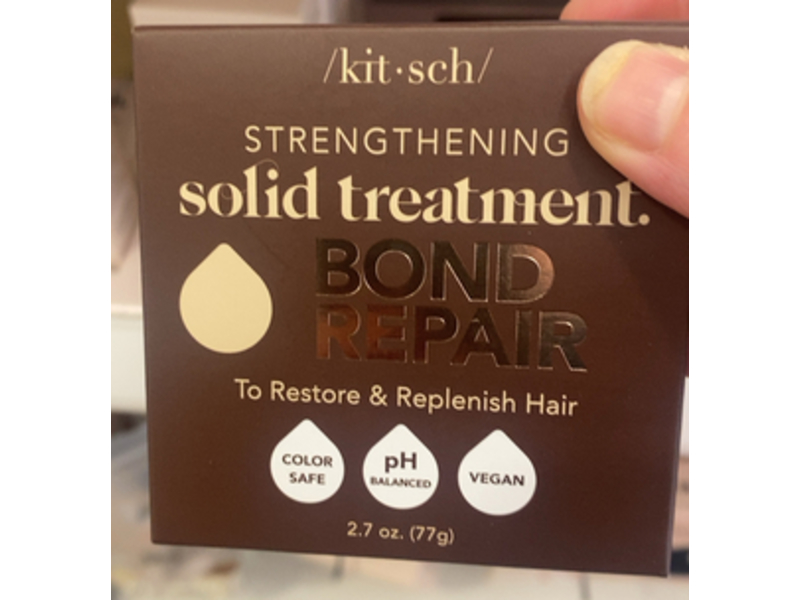 /kit·sch/
STRENGTHENING
solid treatment.
BOND
REPAIR
To Restore & Replenish Hair
COLOR
SAFE
pH
BALANCED
VEGAN
2.7 oz. (77g)